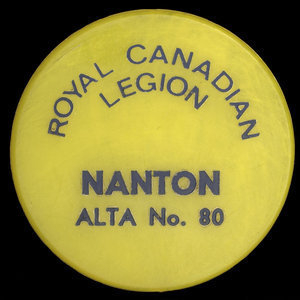 ROYAL CANADIAN
LEGION
NANTON
ALTA No. 80